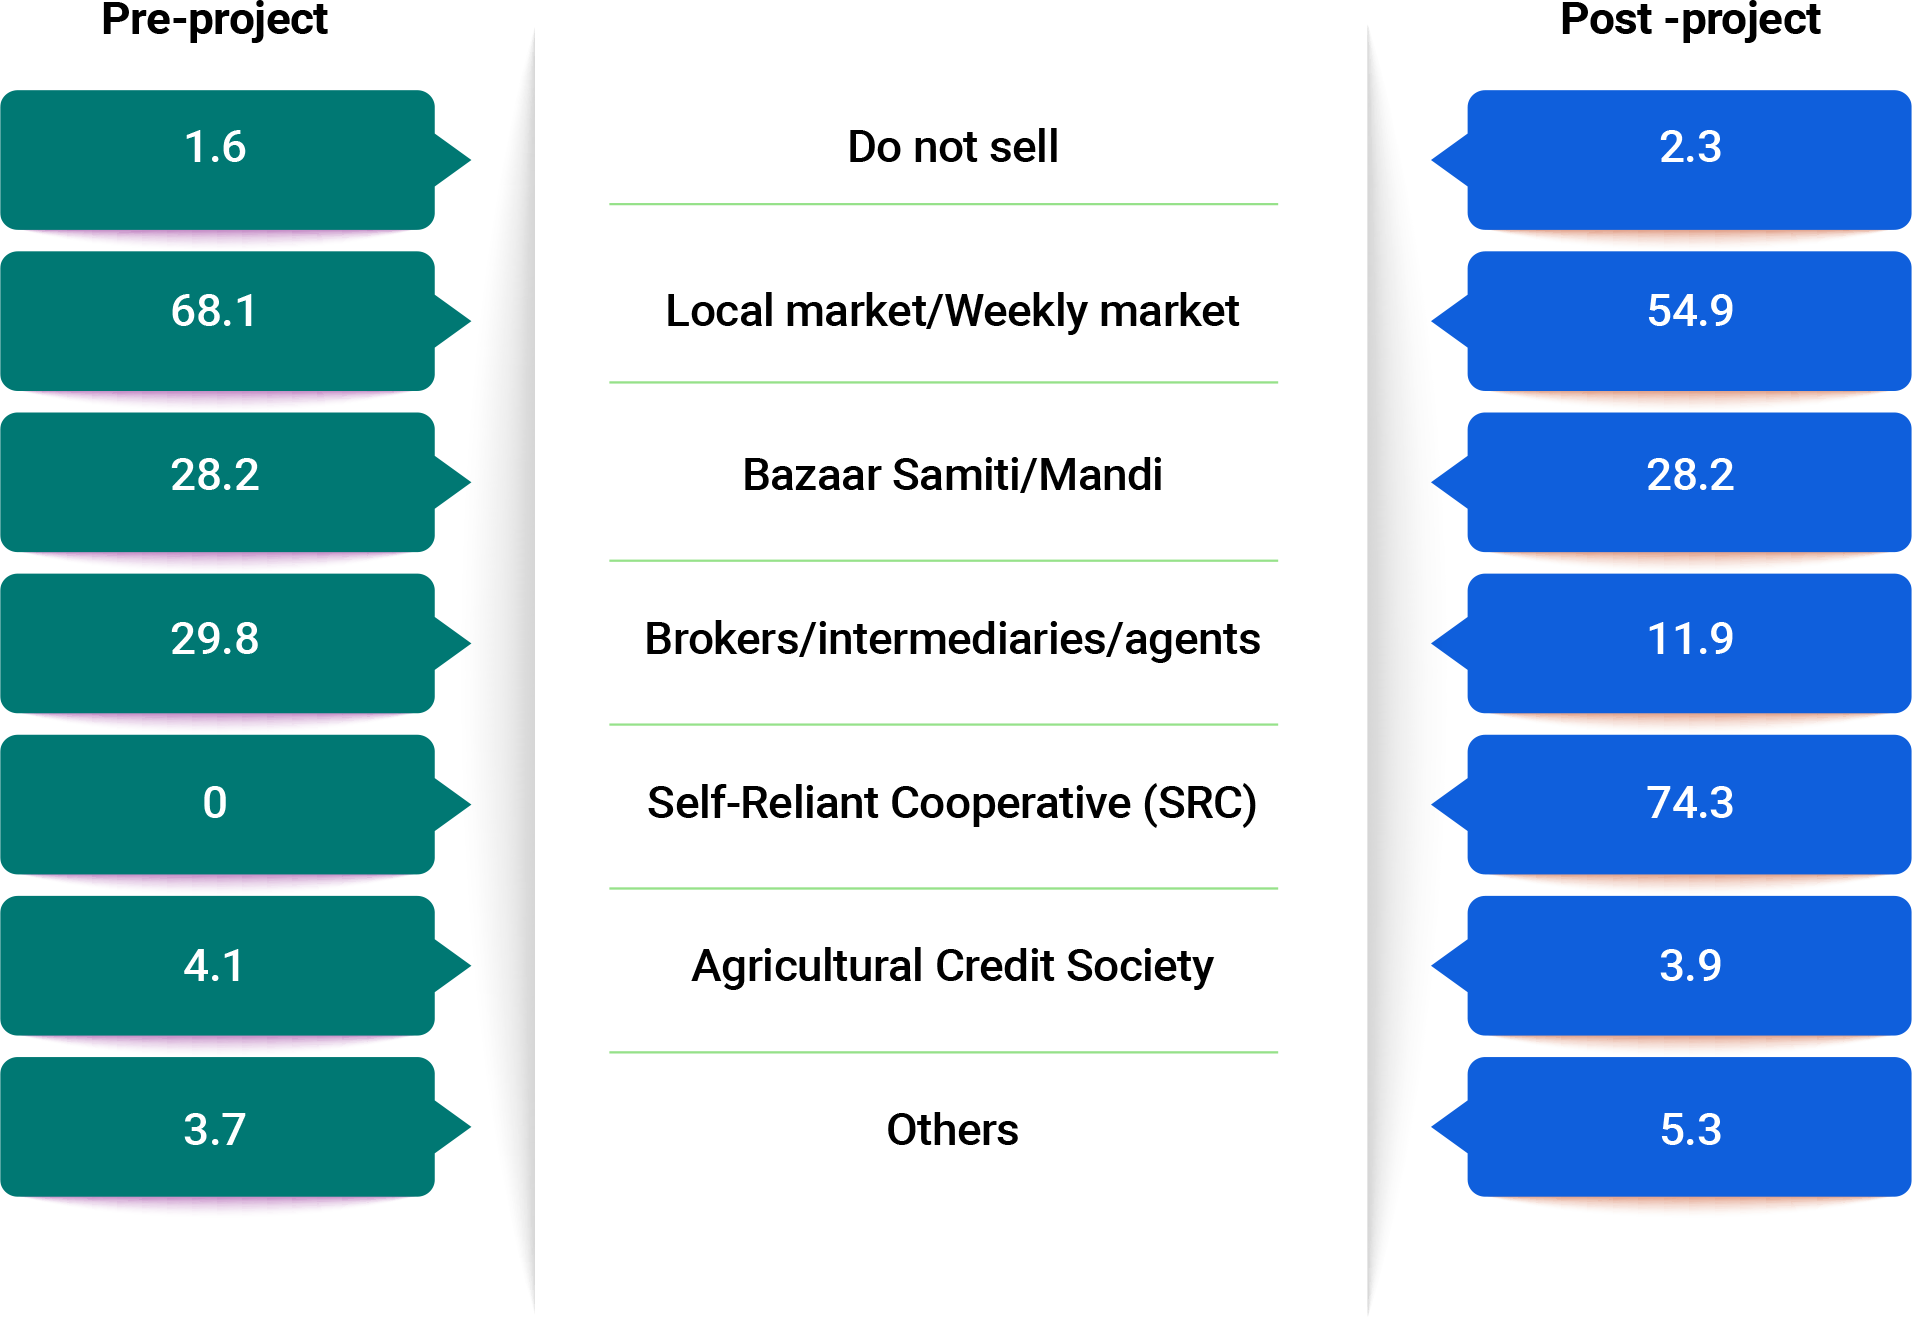 Pre-project Post -project
1.6 Do not sell 2.3
68.1 Local market/Weekly market 54.9
28.2 Bazaar Samiti/Mandi 28.2
29.8 Brokers/intermediaries/agents 11.9
0 Self-Reliant Cooperative (SRC) 74.3
4.1 Agricultural Credit Society 3.9
3.7 Others 5.3